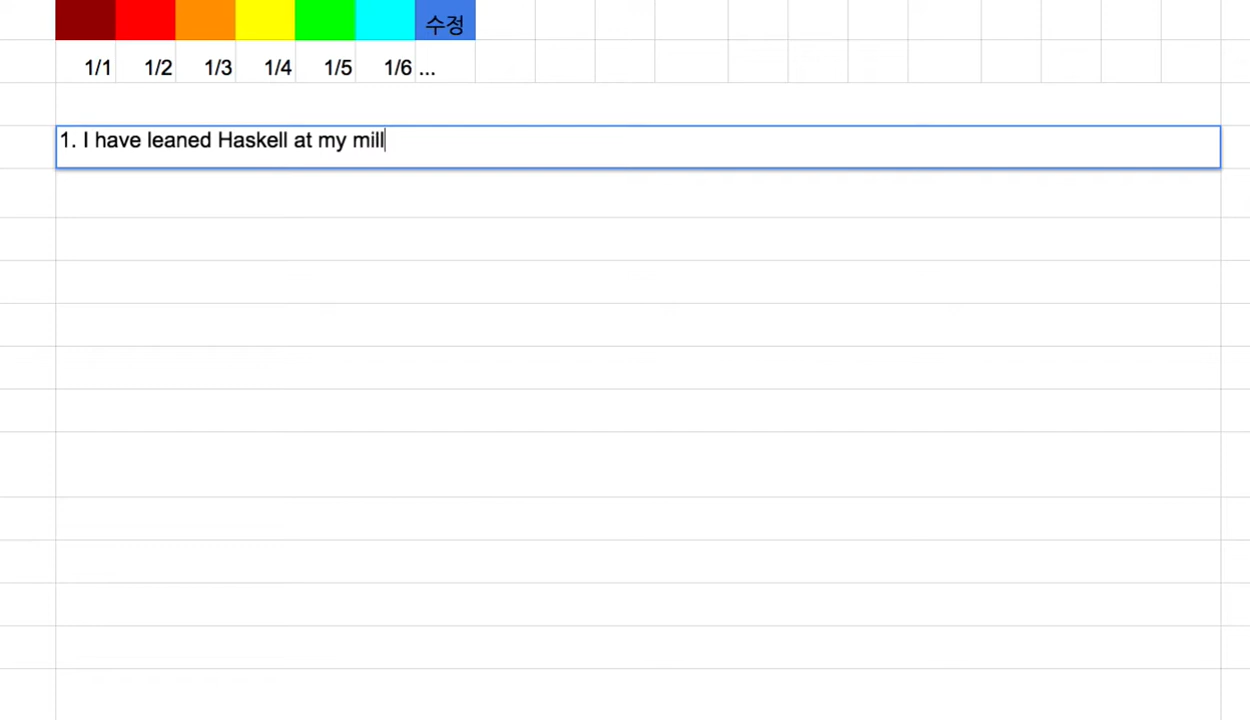 수정
1/1 1/2 1/3 1/4 1/5 1/6 ...
1. I have leaned Haskell at my mill